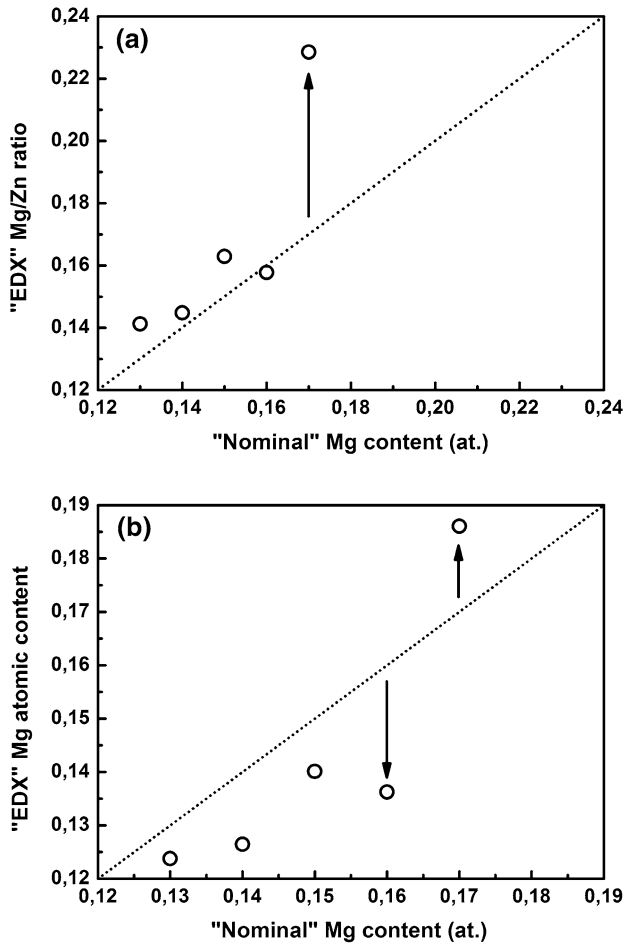 (a)
"EDX" Mg/Zn ratio
0,24
0,22
0,20
0,18
0,16
0,14
0,12
0,12 0,14 0,16 0,18 0,20 0,22 0,24
"Nominal" Mg content (at.)
(b)
"EDX" Mg atomic content
0,19
0,18
0,17
0,16
0,15
0,14
0,13
0,12
0,12 0,13 0,14 0,15 0,16 0,17 0,18 0,19
"Nominal" Mg content (at.)